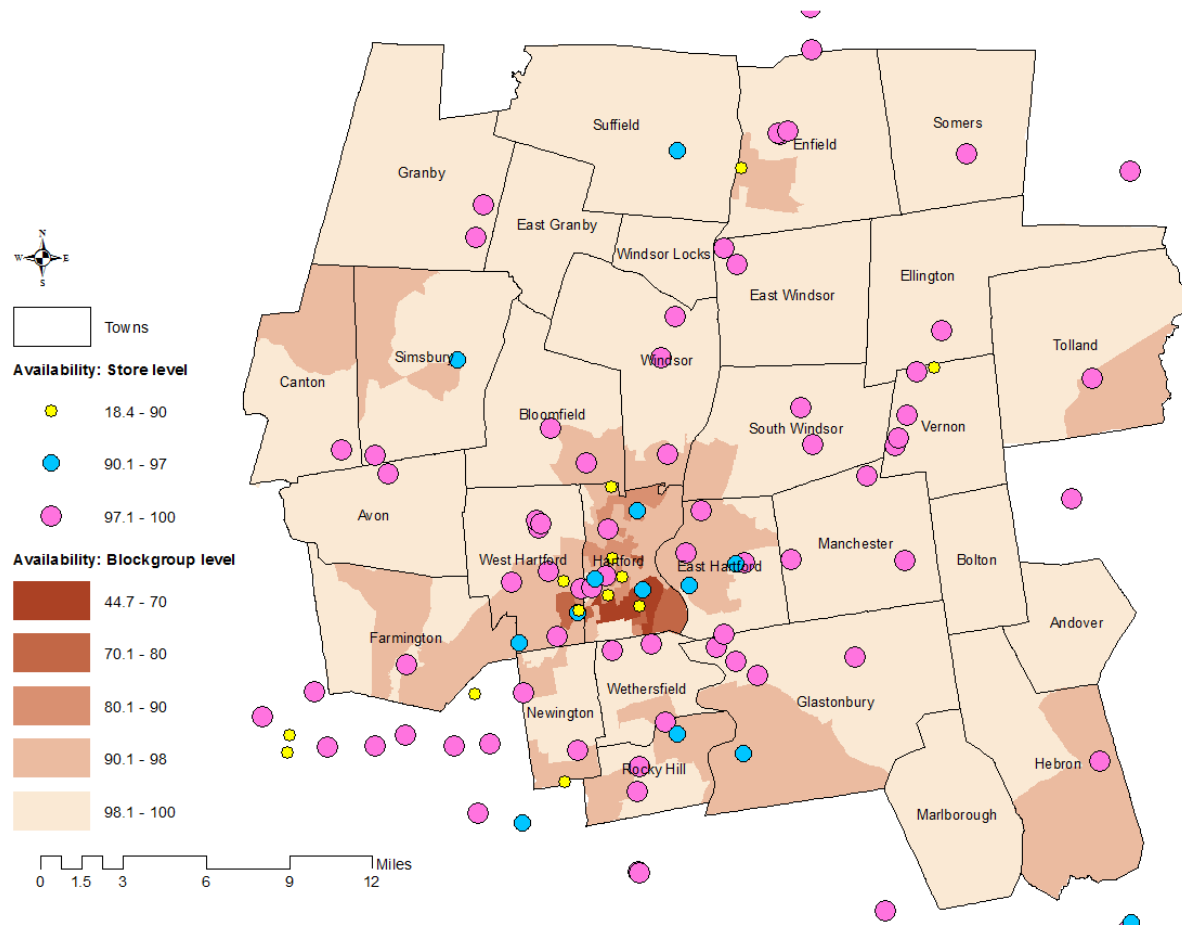 Suffield
Enfield
Somers
Granby
East Granby
Windsor Locks
East Windsor
Ellington
Tolland
N
W
E
S
Towns
Availability: Store level
18.4 - 90
90.1 - 97
97.1 - 100
Availability: Blockgroup level
44.7 - 70
70.1 - 80
80.1 - 90
90.1 - 98
98.1 - 100
Simsbury
Windsor
Canton
Bloomfield
South Windsor
Vernon
Avon
West Hartford
Hartford
East Hartford
Manchester
Bolton
Andover
Farmington
Wethersfield
Glastonbury
Newington
Rocky Hill
Hebron
Marlborough
Miles
0 1.5 3 6 9 12